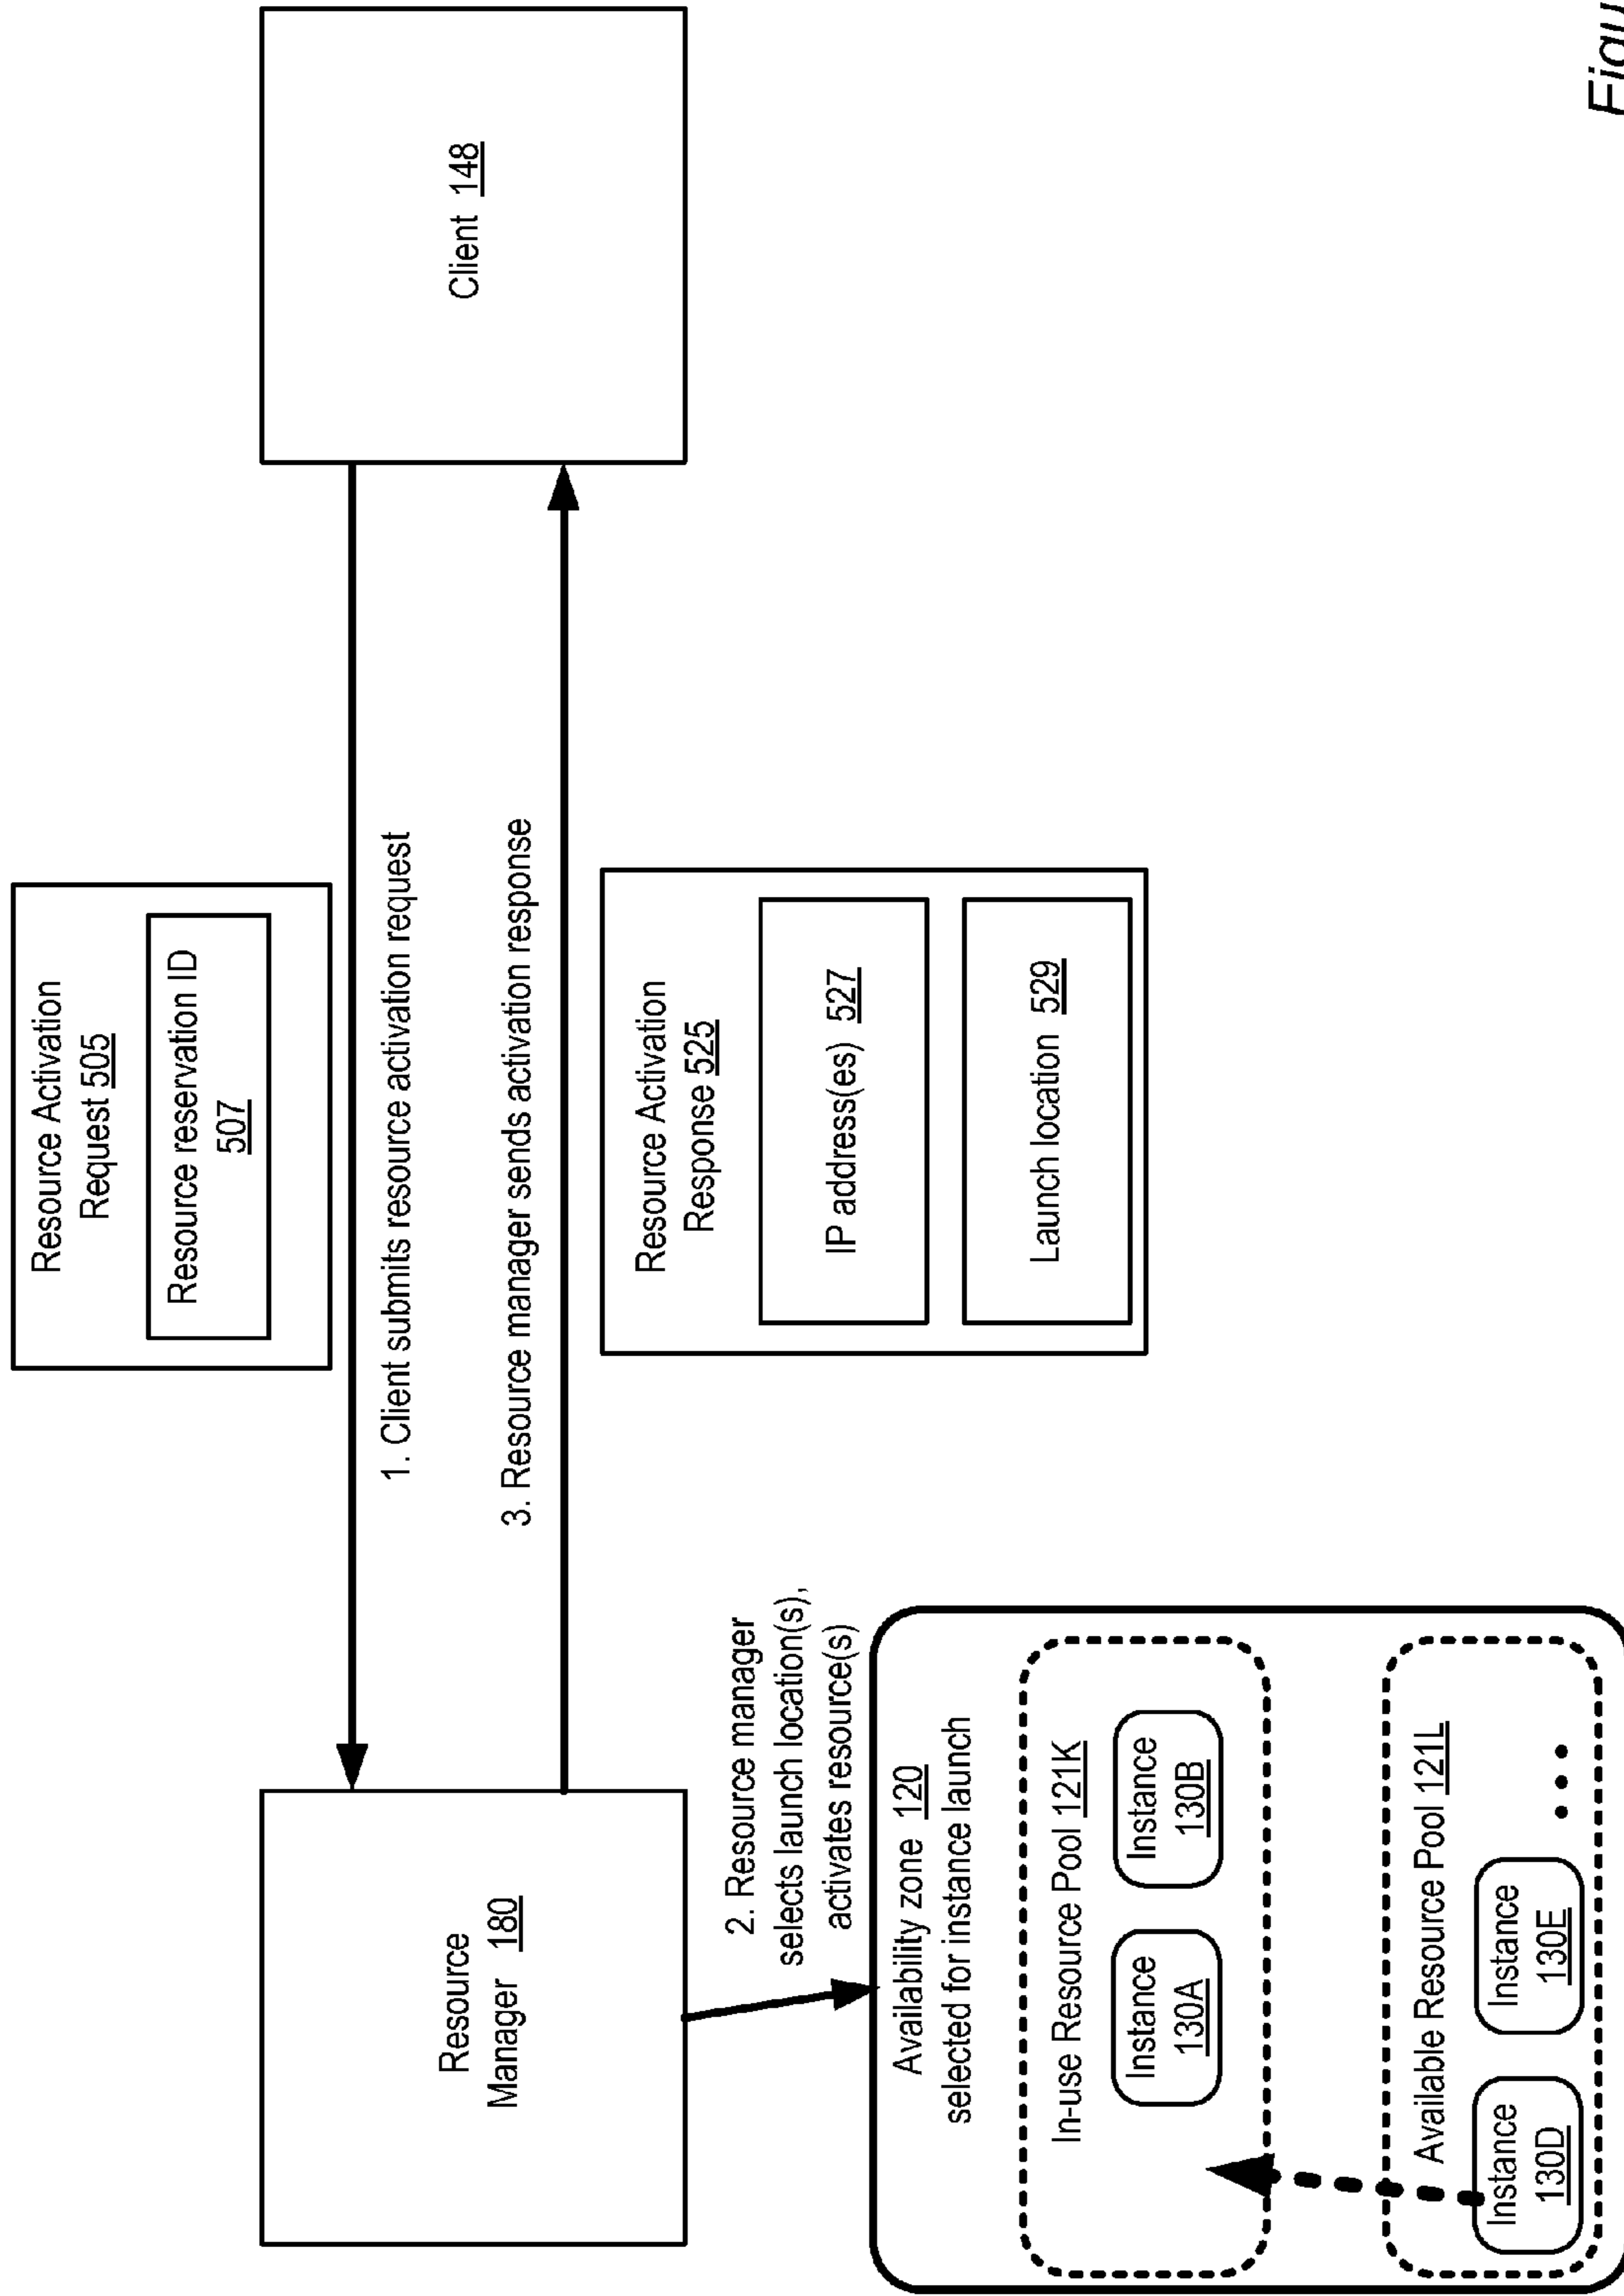 Resource Activation
Request 505
Resource reservation ID
507
1. Client submits resource activation request
Resource
Manager 180
Client 148
3. Resource manager sends activation response
Resource Activation
Response 525
IP address(es) 527
Launch location 529
2. Resource manager
selects launch location(s),
activates resource(s)
Availability zone 120
selected for instance launch
In-use Resource Pool 121K
Instance
130A
Instance
130B
Available Resource Pool 121L
Instance
130D
Instance
130E
• • •